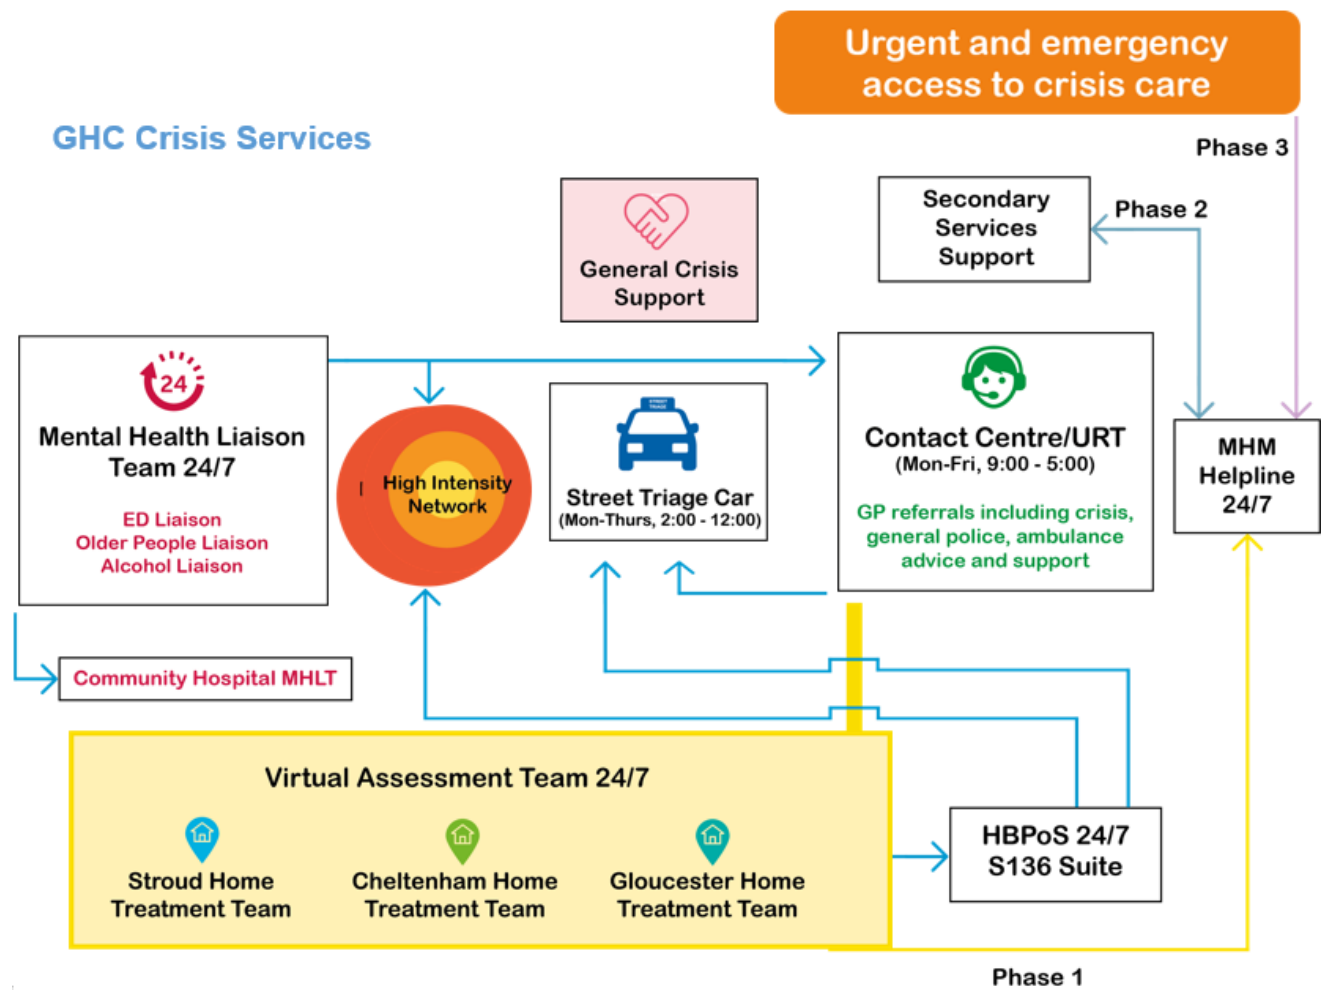 Urgent and emergency
access to crisis care
GHC Crisis Services
Phase 3
Secondary
Services
Support
Phase 2
General Crisis
Support
24
Mental Health Liaison
Team 24/7
ED Liaison
Older People Liaison
Alcohol Liaison
High Intensity
Network
STREET
TRIAGE
Street Triage Car
(Mon-Thurs, 2:00 - 12:00)
Contact Centre/URT
(Mon-Fri, 9:00 - 5:00)
GP referrals including crisis,
general police, ambulance
advice and support
MHM
Helpline
24/7
Community Hospital MHLT
Virtual Assessment Team 24/7
Stroud Home
Treatment Team
Cheltenham Home
Treatment Team
Gloucester Home
Treatment Team
HBPoS 24/7
S136 Suite
Phase 1